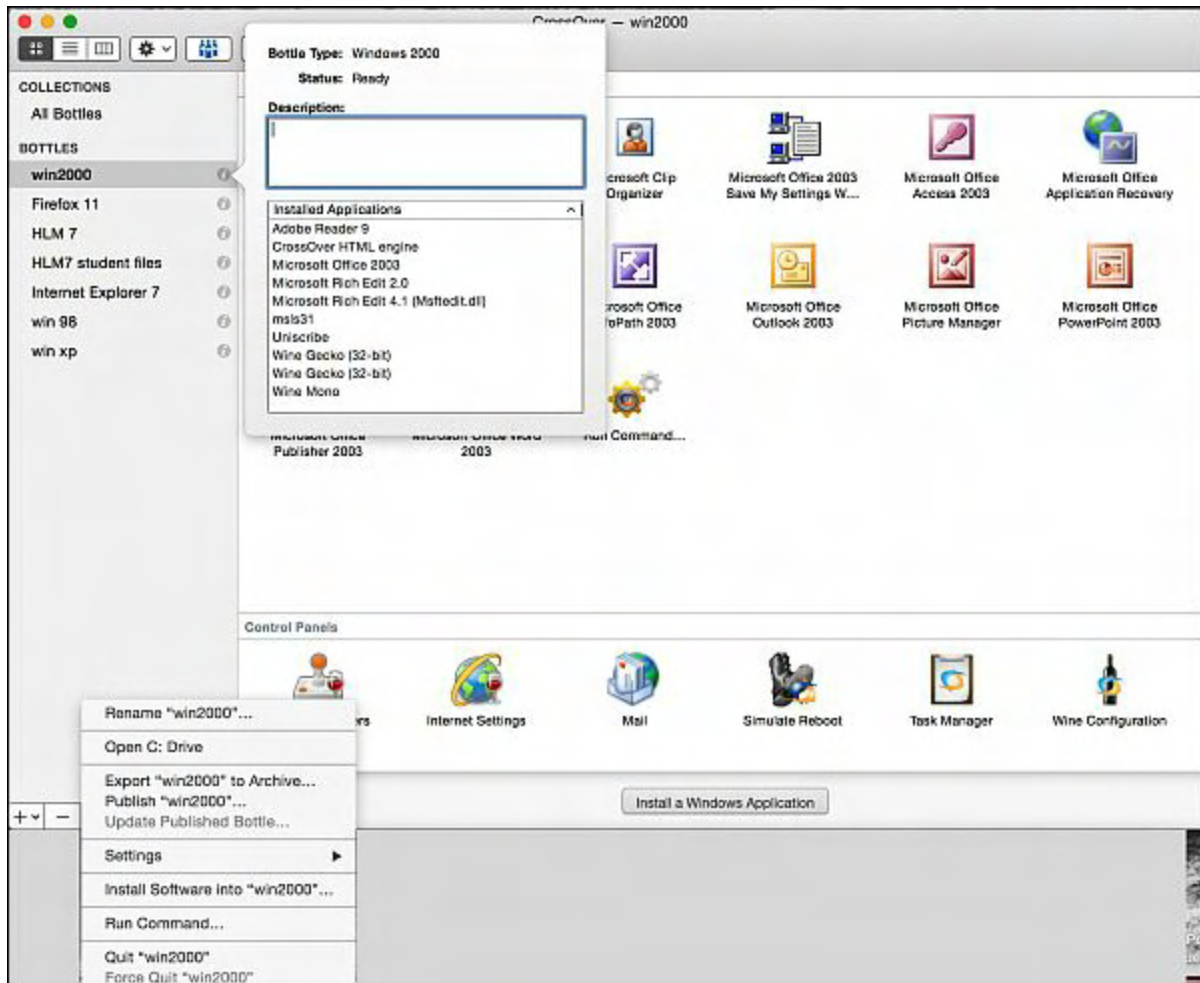 CrossOver — win2000
Bottle Type: Windows 2000
Status: Ready
Description:
Installed Applications
Adobe Reader 9
CrossOver HTML engine
Microsoft Office 2003
Microsoft Rich Edit 2.0
Microsoft Rich Edit 4.1 (Msftedit.dll)
msls31
Uniscribe
Wine Gecko (32-bit)
Wine Gecko (32-bit)
Wine Mono
COLLECTIONS
All Bottles
BOTTLES
win2000
Firefox 11
HLM 7
HLM7 student files
Internet Explorer 7
win 98
win xp
crosoft Clip
Organizer
Microsoft Office 2003
Save My Settings W...
Microsoft Office
Access 2003
Microsoft Office
Application Recovery
crosoft Office
oPath 2003
Microsoft Office
Outlook 2003
Microsoft Office
Picture Manager
Microsoft Office
PowerPoint 2003
Microsoft Office
Publisher 2003
Microsoft Office Word
2003
Run Command...
Control Panels
rs
Internet Settings
Mail
Simulate Reboot
Task Manager
Wine Configuration
Install a Windows Application
Rename "win2000"...
Open C: Drive
Export "win2000" to Archive...
Publish "win2000"...
Update Published Bottle...
Settings
Install Software into "win2000"...
Run Command...
Quit "win2000"
Force Quit "win2000"